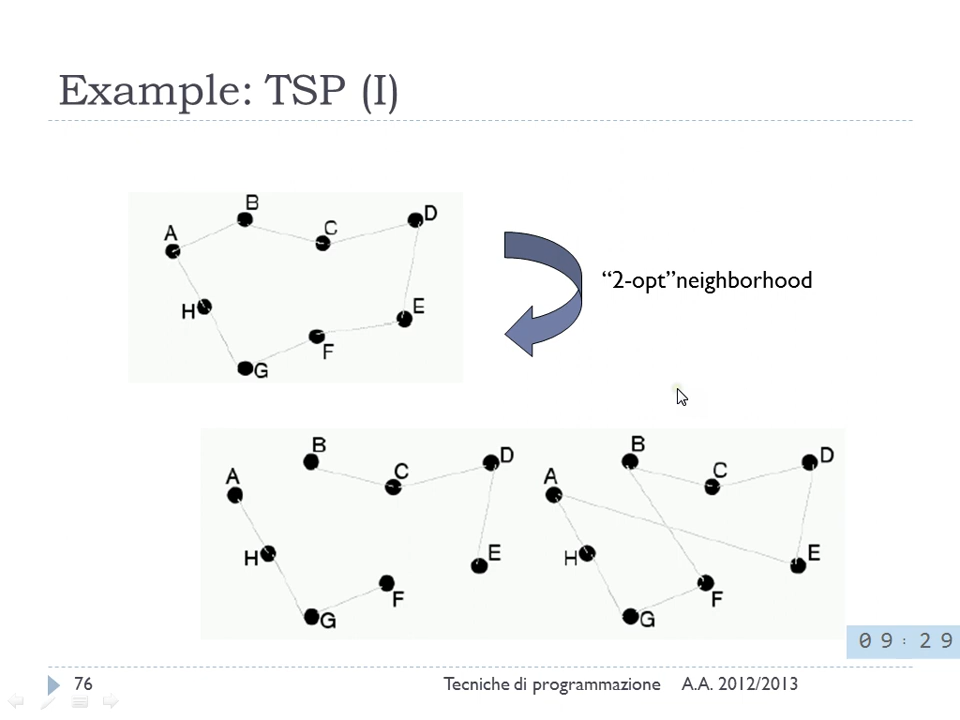 Example: TSP (I)
B
D
C
A
H
E
F
G
“2-opt”neighborhood
B
D
C
A
H
E
F
G
B
D
C
A
H
E
F
G
09:29
76
Tecniche di programmazione A.A. 2012/2013